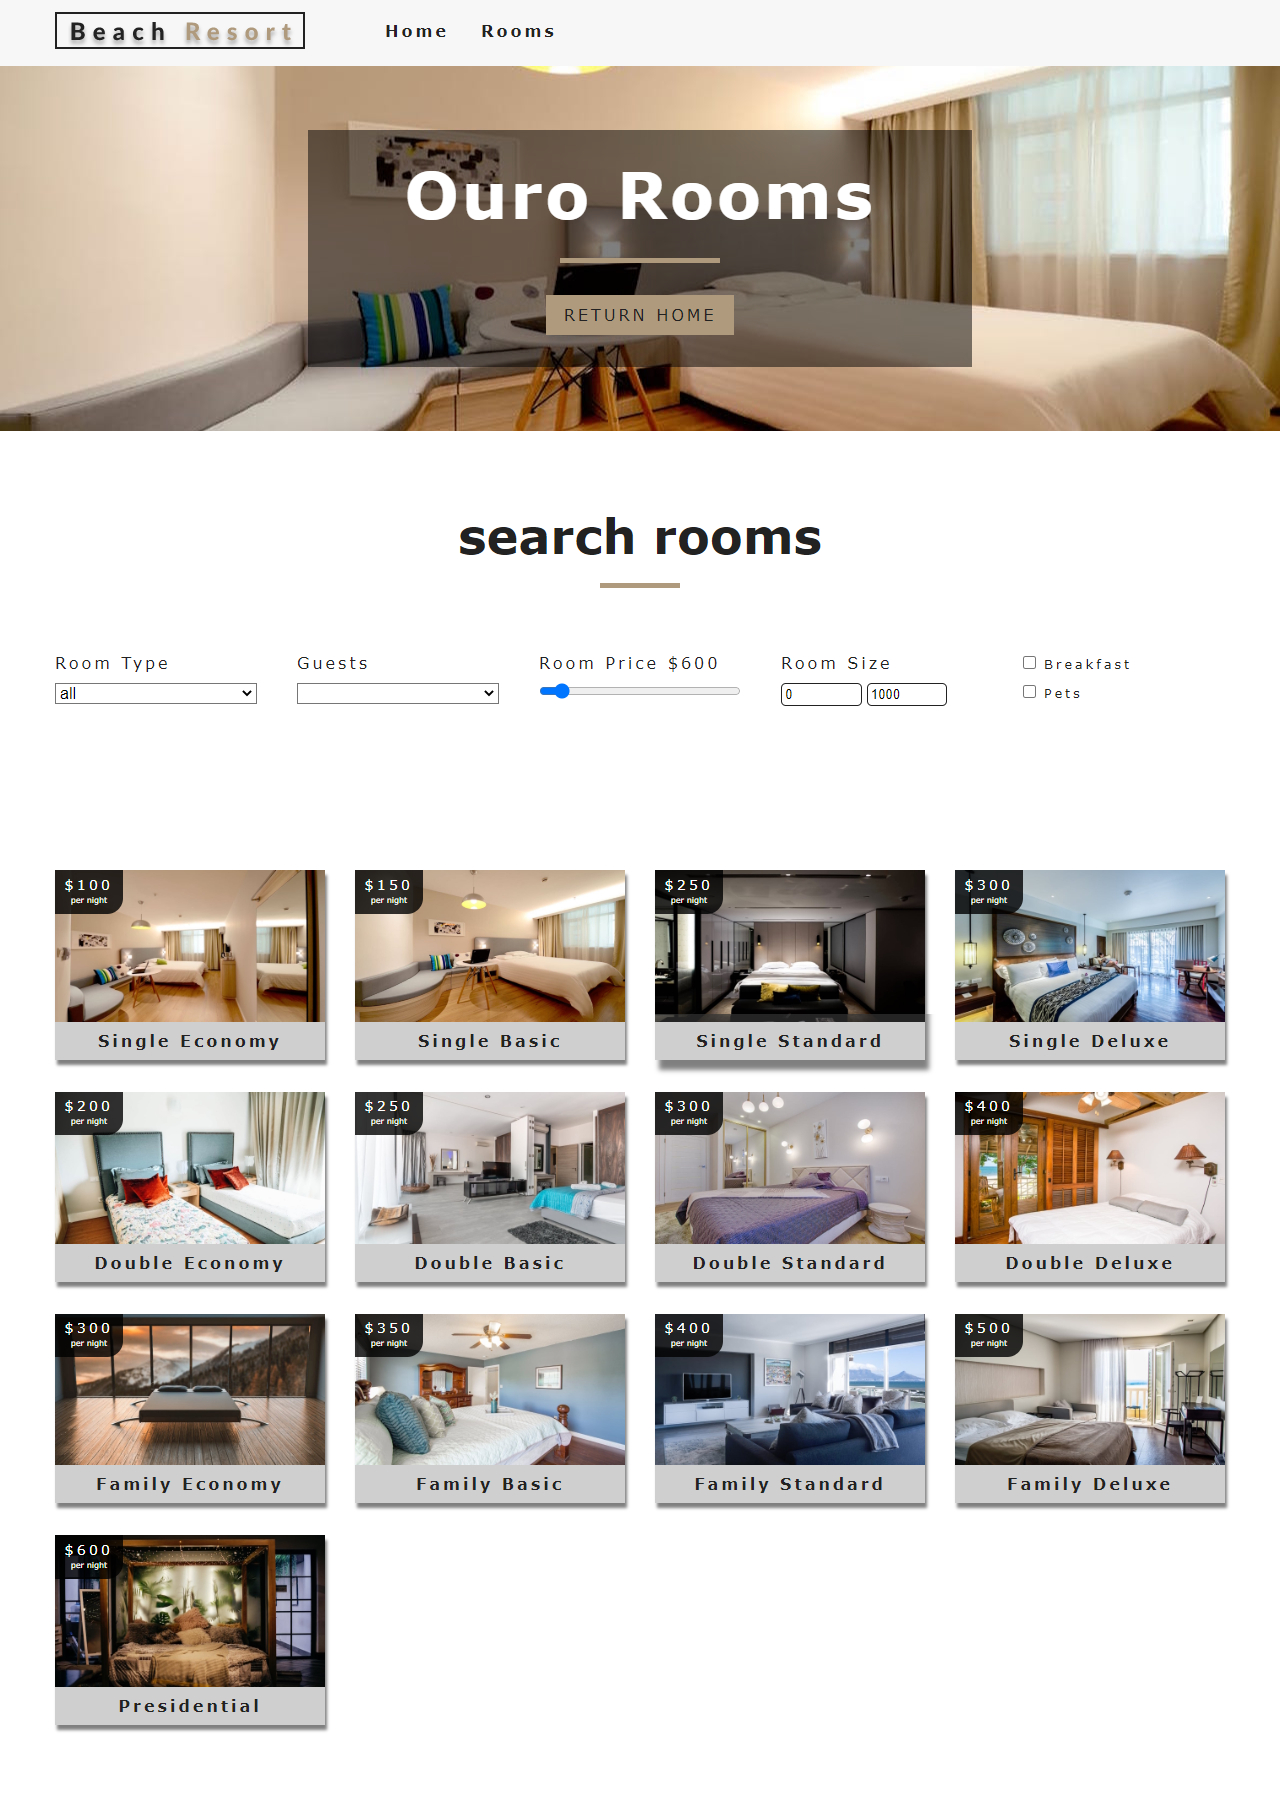 Beach Resort
Home Rooms
Ouro Rooms
RETURN HOME
search rooms
Room Type
all
Guests
Room Price $600
Room Size
0 1000
Breakfast
Pets
$100
per night
Single Economy
$150
per night
Single Basic
$250
per night
Single Standard
$300
per night
Single Deluxe
$200
per night
Double Economy
$250
per night
Double Basic
$300
per night
Double Standard
$400
per night
Double Deluxe
$300
per night
Family Economy
$350
per night
Family Basic
$400
per night
Family Standard
$500
per night
Family Deluxe
$600
per night
Presidential